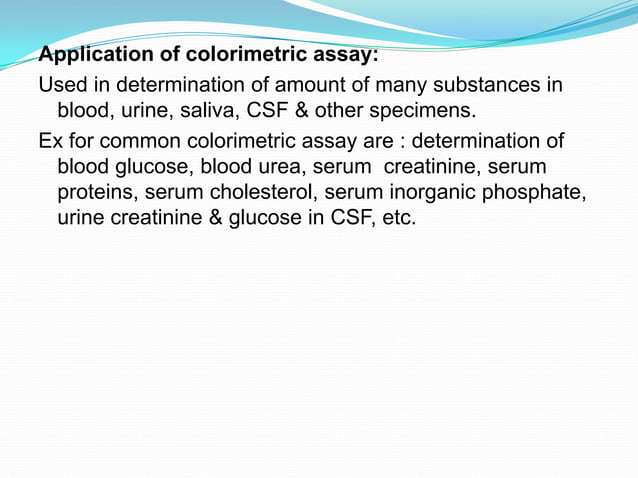 Application of colorimetric assay:
Used in determination of amount of many substances in
blood, urine, saliva, CSF & other specimens.
Ex for common colorimetric assay are : determination of
blood glucose, blood urea, serum  creatinine, serum
proteins, serum cholesterol, serum inorganic phosphate,
urine creatinine & glucose in CSF, etc.